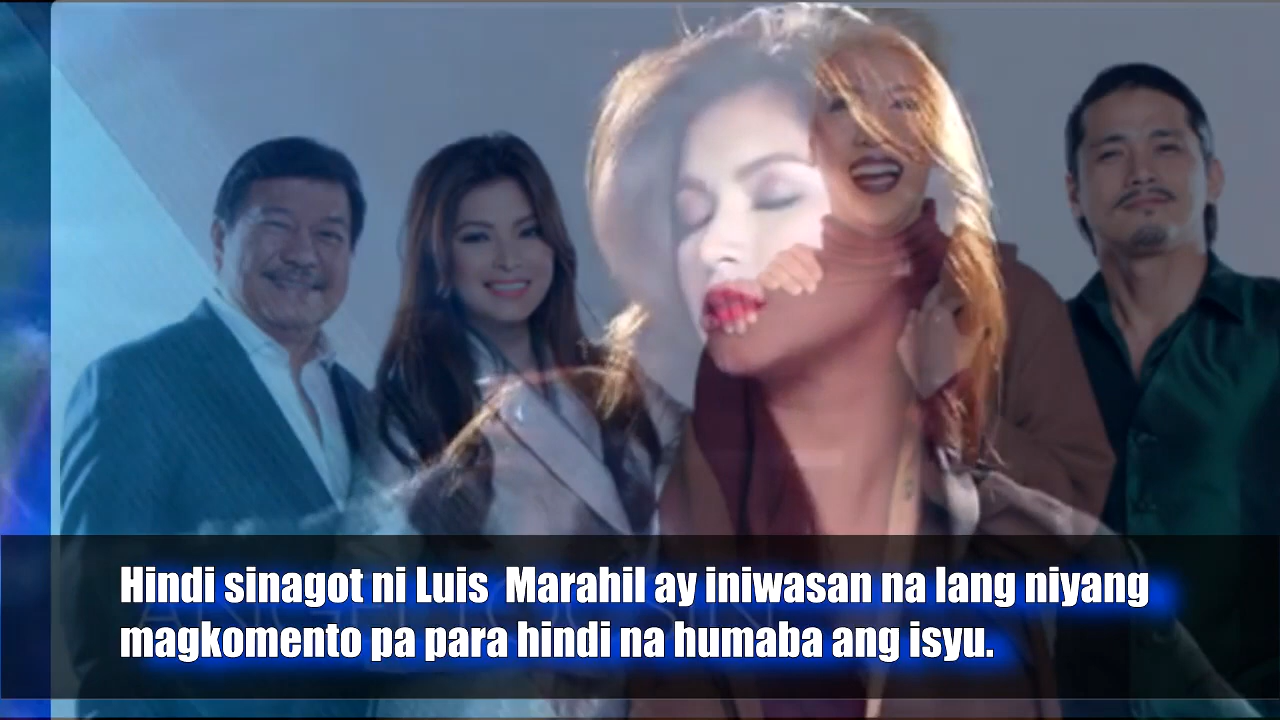 Hindi sinagot ni Luis  Marahil ay iniwasan na lang niyang
magkomento pa para hindi na humaba ang isyu.